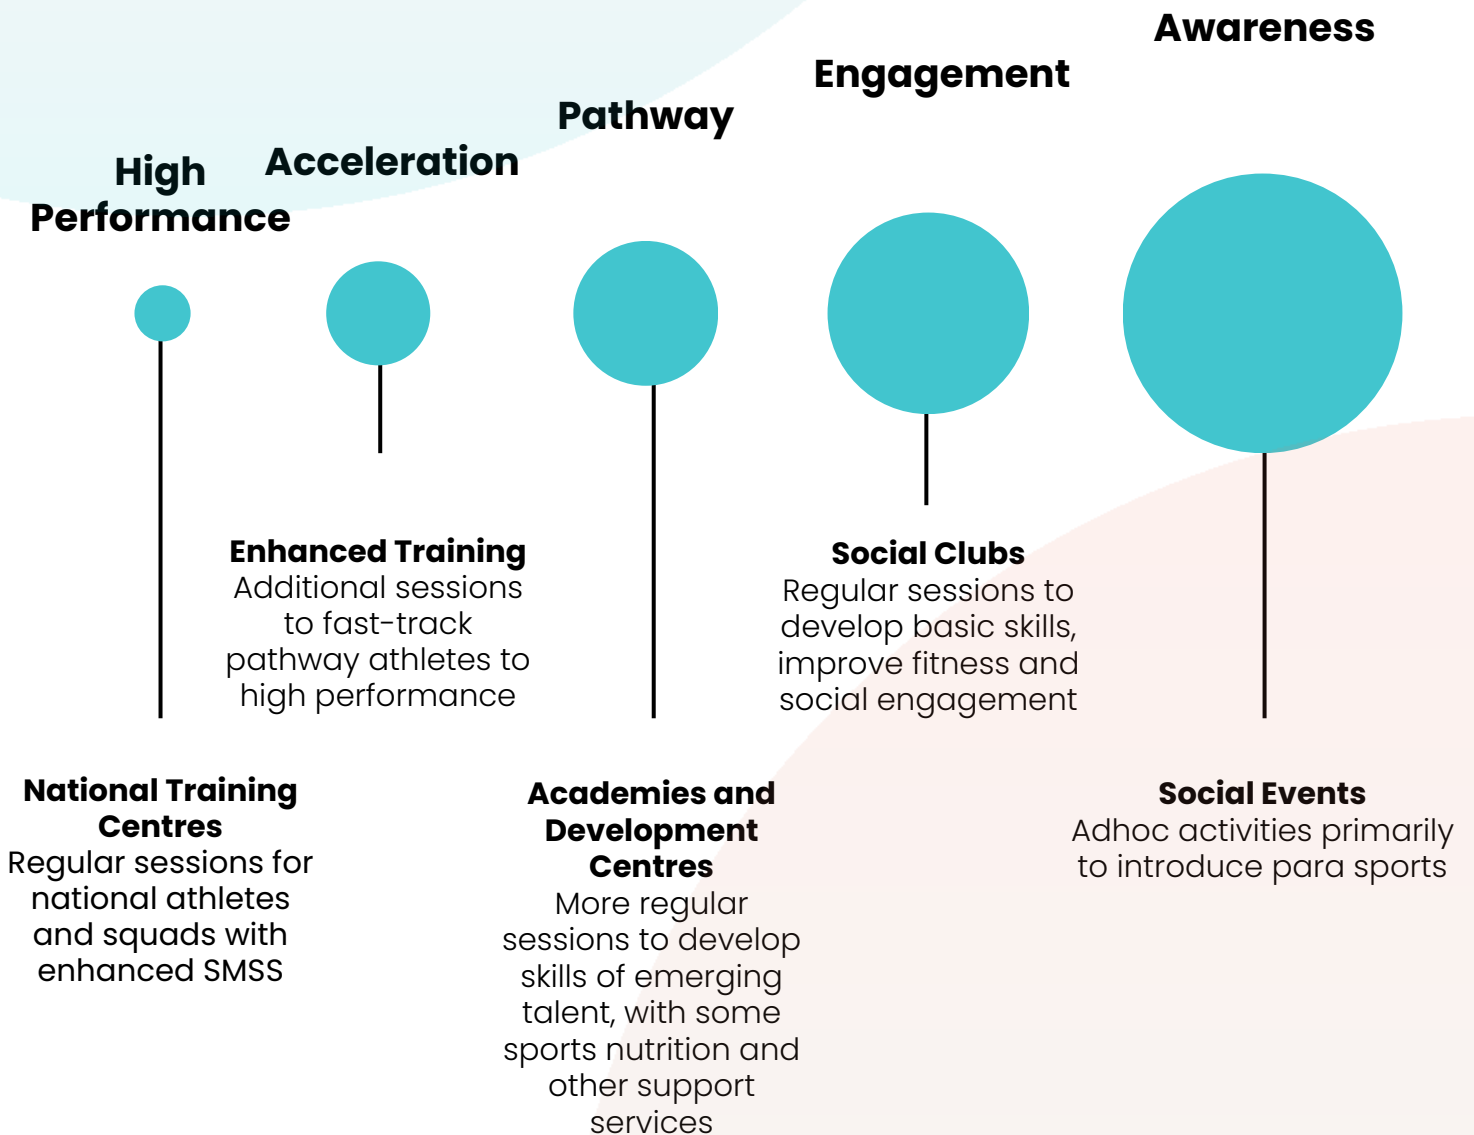 High
Performance
Acceleration
Pathway
Engagement
Awareness
National Training
Centres
Regular sessions for
national athletes
and squads with
enhanced SMSS
Enhanced Training
Additional sessions
to fast-track
pathway athletes to
high performance
Academies and
Development
Centres
More regular
sessions to develop
skills of emerging
talent, with some
sports nutrition and
other support
services
Social Clubs
Regular sessions to
develop basic skills,
improve fitness and
social engagement
Social Events
Adhoc activities primarily
to introduce para sports